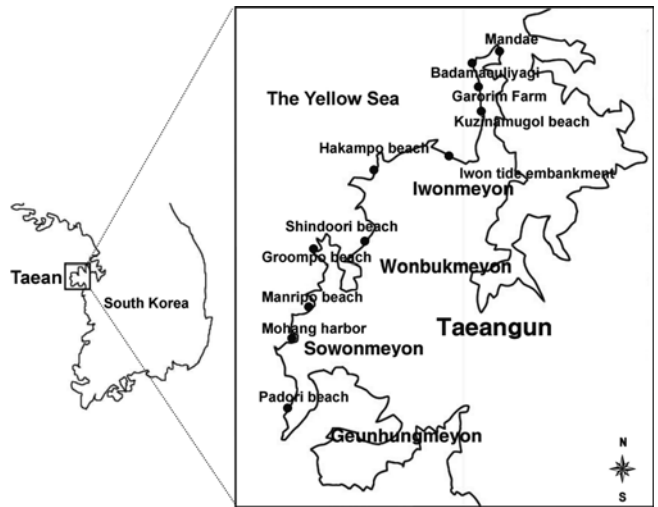 Mandae
Badamaeuliyagi
The Yellow Sea
Garorim Farm
Kuzinamugol beach
Hakampo beach
Iwon tide embankment
Iwonmeyon
Shindoori beach
Groompo beach
Wonbukmeyon
Taean
South Korea
Manripo beach
Taeangun
Mohang harbor
Sowonmeyon
Padori beach
Geunhungmeyon
N
S